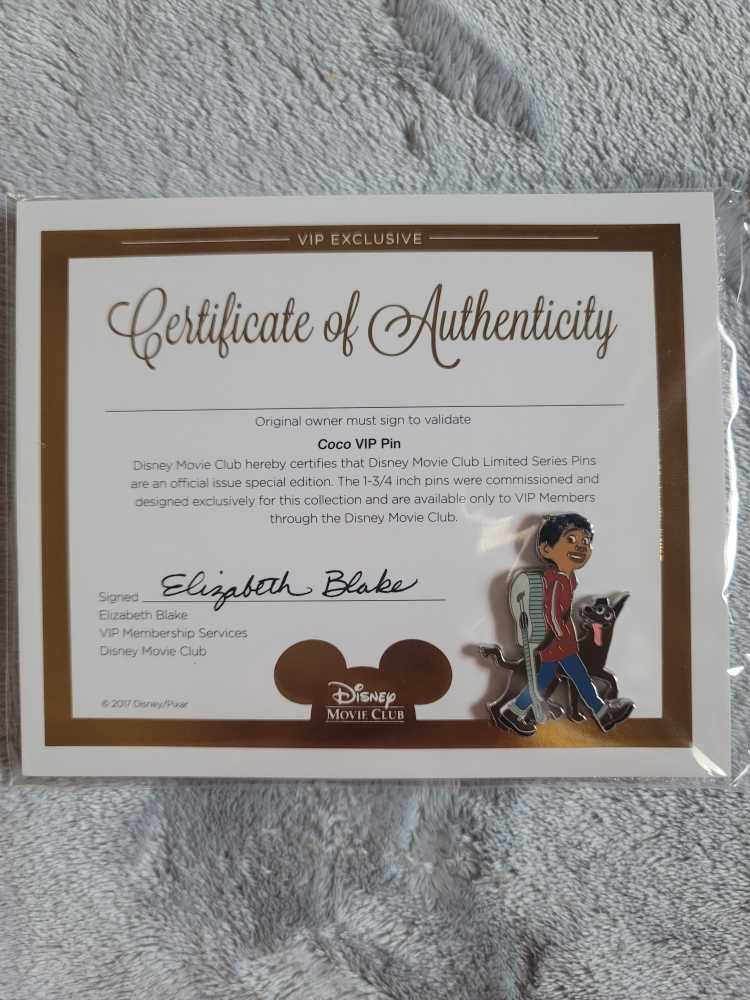 VIP EXCLUSIVE
Certificate of Authenticity
Original owner must sign to validate
Coco VIP Pin
Disney Movie Club hereby certifies that Disney Movie Club Limited Series Pins
are an official issue special edition. The 1-3/4 inch pins were commissioned and
designed exclusively for this collection and are available only to VIP Members
through the Disney Movie Club.
Signed Elizabeth Blake
Elizabeth Blake
VIP Membership Services
Disney Movie Club
© 2017 Disney/Pixar
DISNEY
MOVIE CLUB